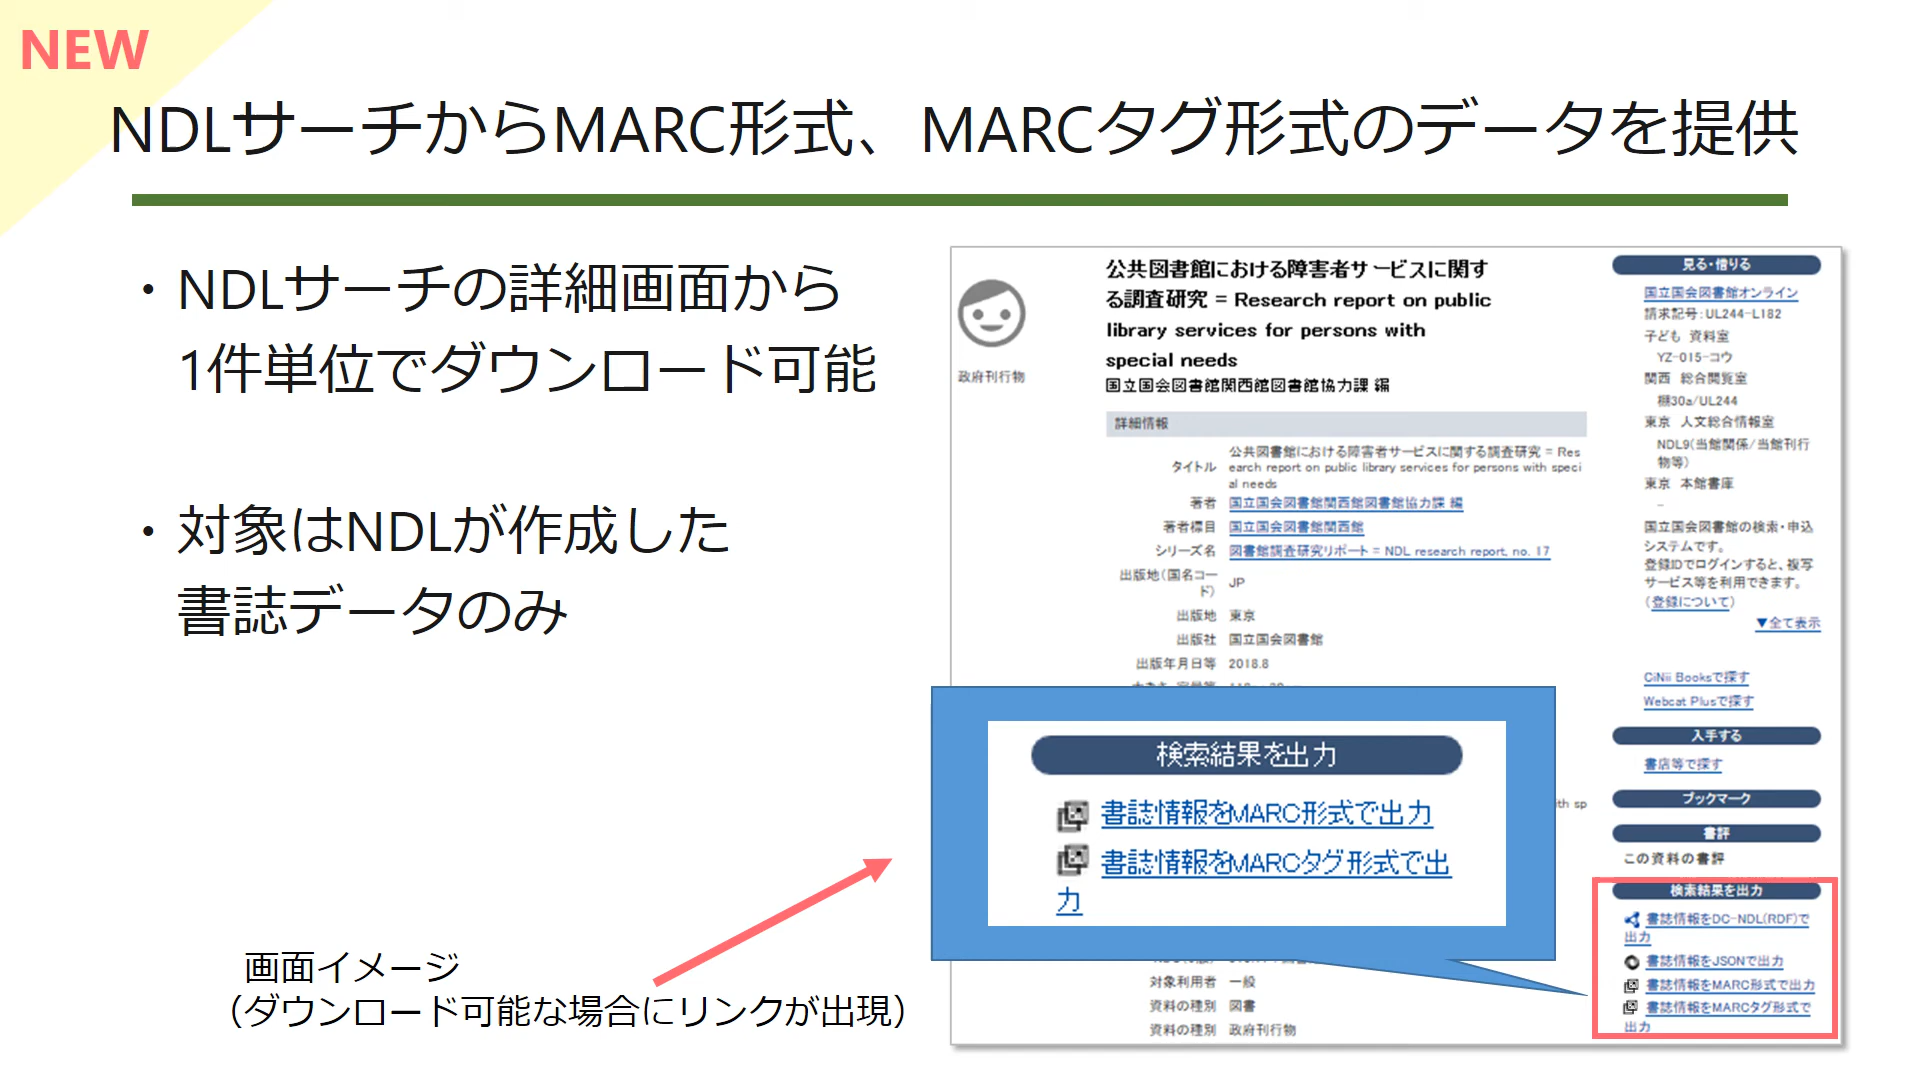 NEW
NDLサーチからMARC形式、MARCタグ形式のデータを提供
・NDLサーチの詳細画面から
1件単位でダウンロード可能
・対象はNDLが作成した
書誌データのみ
画面イメージ
（ダウンロード可能な場合にリンクが出現）
政府刊行物
公共図書館における障害者サービスに関す
る調査研究 = Research report on public
library services for persons with
special needs
国立国会図書館関西館図書館協力課 編
詳細情報
タイトル 公共図書館における障害者サービスに関する調査研究 = Res
earch report on public library services for persons with speci
al needs
著者 国立国会図書館関西館図書館協力課 編
著者標目 国立国会図書館関西館
シリーズ名 図書館調査研究リポート = NDL research report, no. 17
出版地(国名コー
ド) JP
出版地 東京
出版社 国立国会図書館
出版年月日等 2018.8
検索結果を出力
書誌情報をMARC形式で出力
書誌情報をMARCタグ形式で出
力
ith sp
対象利用者 一般
資料の種別 図書
資料の種別 政府刊行物
見る・借りる
国立国会図書館オンライン
請求記号：UL244-L182
子ども 資料室
YZ-015-コウ
関西 総合閲覧室
棚30a/UL244
東京 人文総合情報室
NDL9(当館関係/当館刊行
物等)
東京 本館書庫
-
国立国会図書館の検索・申込
システムです。
登録IDでログインすると、複写
サービス等を利用できます。
（登録について）
▼全て表示
CiNii Booksで探す
Webcat Plusで探す
入手する
書店等で探す
ブックマーク
書評
この資料の書評
検索結果を出力
書誌情報をDC-NDL(RDF)で
出力
書誌情報をJSONで出力
書誌情報をMARC形式で出力
書誌情報をMARCタグ形式で
出力